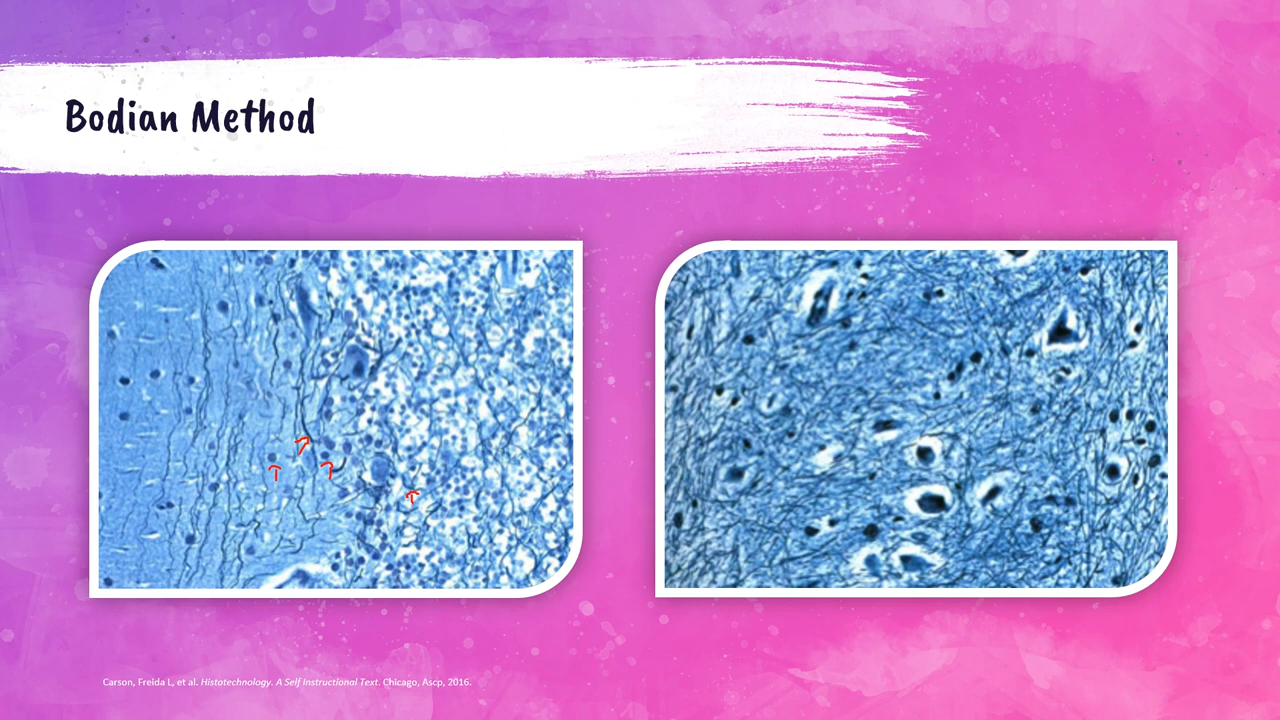 Bodian Method
Carson, Freida L, et al. Histotechnology. A Self Instructional Text. Chicago, Ascp, 2016.